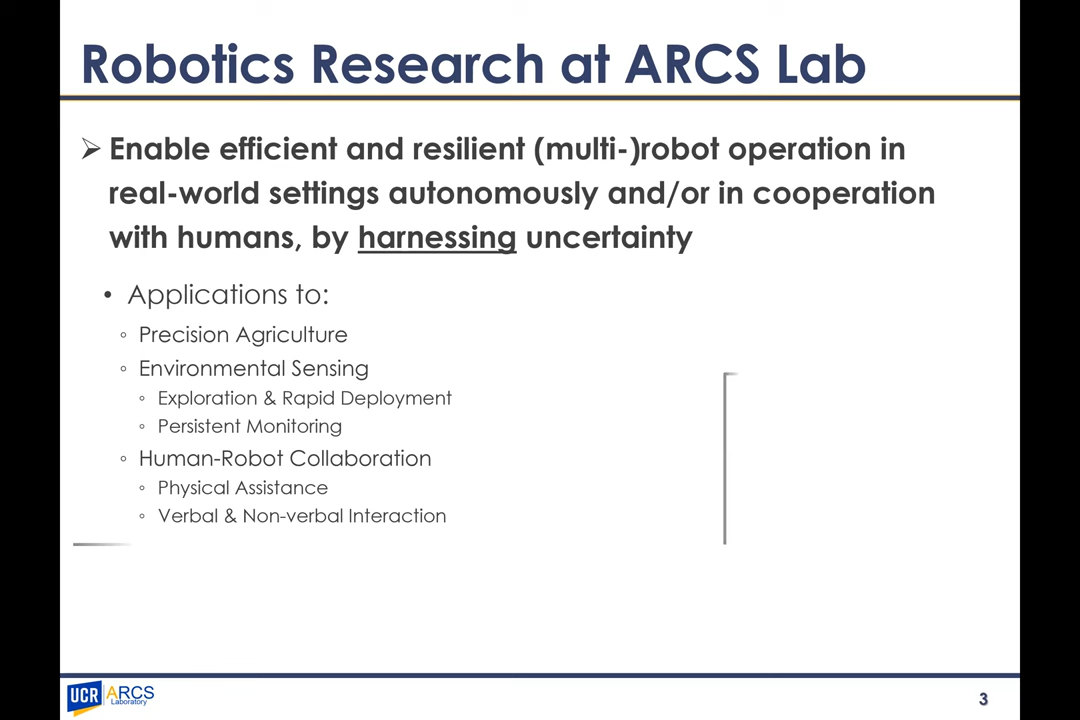 Robotics Research at ARCS Lab
➢ Enable efficient and resilient (multi-)robot operation in
real-world settings autonomously and/or in cooperation
with humans, by harnessing uncertainty
• Applications to:
◦ Precision Agriculture
◦ Environmental Sensing
◦ Exploration & Rapid Deployment
◦ Persistent Monitoring
◦ Human-Robot Collaboration
◦ Physical Assistance
◦ Verbal & Non-verbal Interaction
UCR ARCS
Laboratory
3